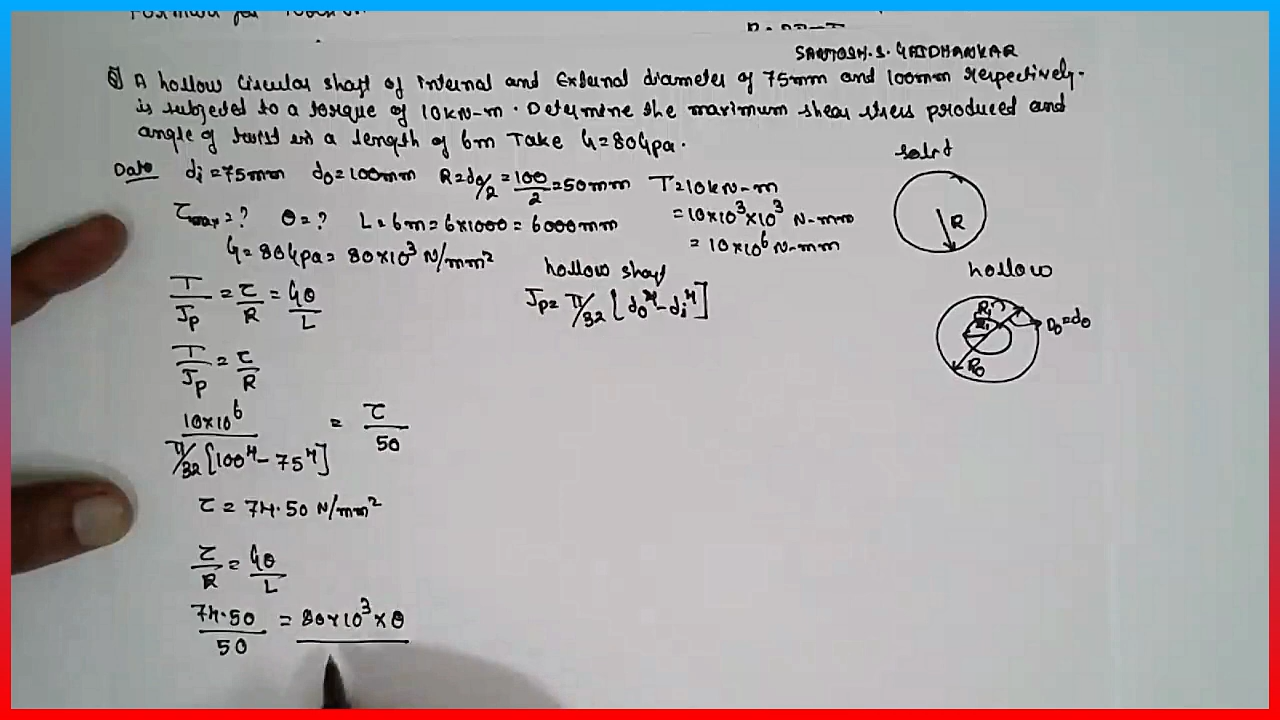 SANTOSH.S.GAIDHANKAR
Q) A hollow circular shaft of internal and External diameter of 75mm and 100mm respectively.
is subjected to a torque of 10kN-m. Determine the maximum shear stress produced and
angle of twist in a length of 6m Take G=80Gpa.
Data di=75mm do=100mm R=do/2=100/2=50mm T=10kN-m
=10×10³×10³ N-mm
=10×10⁶ N-mm
τmax=? θ=? L=6m=6×1000=6000mm
G=80Gpa=80×10³ N/mm²
T/Jp=τ/R=Gθ/L
hollow shaft
Jp=π/32[do⁴-di⁴]
T/Jp=τ/R
10×10⁶/π/32[100⁴-75⁴] = τ/50
τ=74.50 N/mm²
τ/R=Gθ/L
74.50/50 = 80×10³×θ
solid
R
hollow
Do=do
Ro